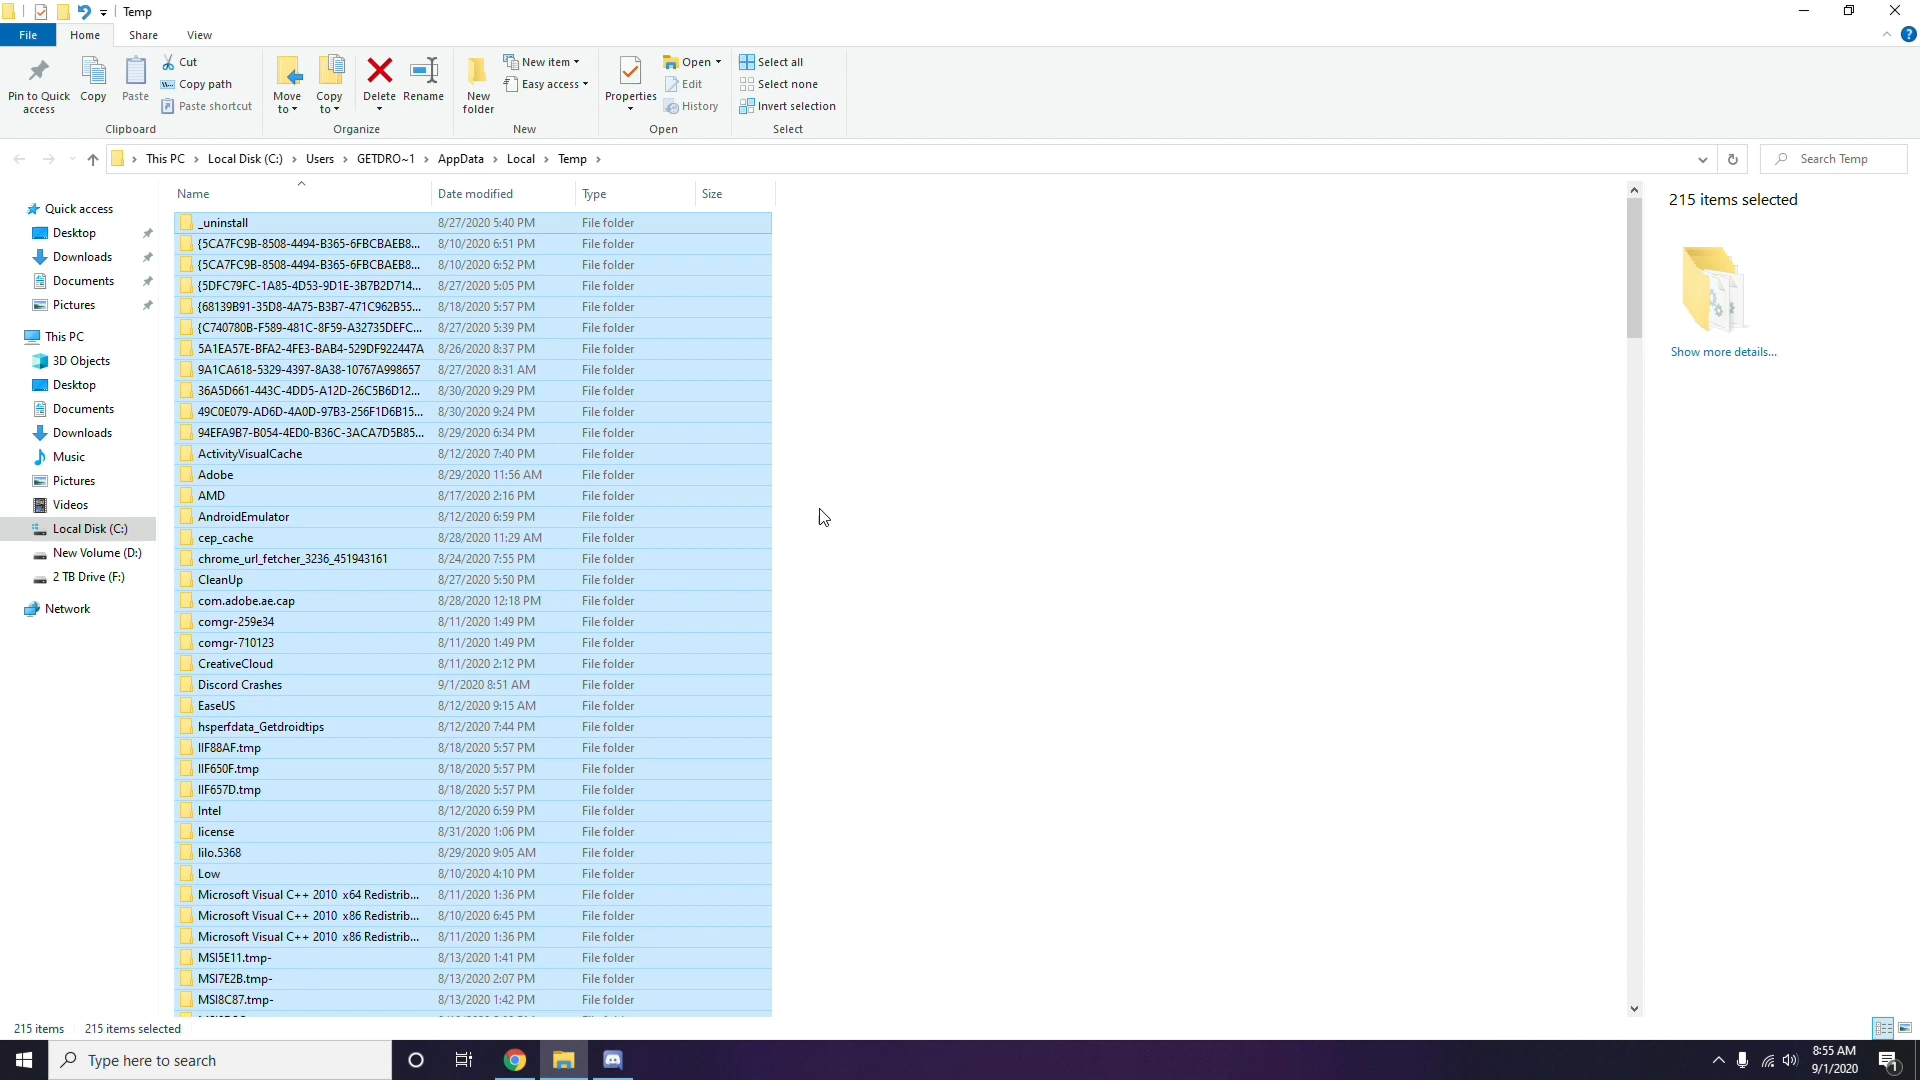 Temp
File Home Share View
Pin to Quick access
Copy
Paste
Cut
Copy path
Paste shortcut
Clipboard
Move to
Copy to
Delete
Rename
Organize
New folder
New item
Easy access
New
Properties
Open
Edit
History
Open
Select all
Select none
Invert selection
Select
This PC > Local Disk (C:) > Users > GETDRO~1 > AppData > Local > Temp >
Search Temp
Quick access
Desktop
Downloads
Documents
Pictures
This PC
3D Objects
Desktop
Documents
Downloads
Music
Pictures
Videos
Local Disk (C:)
New Volume (D:)
2 TB Drive (F:)
Network
Name Date modified Type Size
_uninstall 8/27/2020 5:40 PM File folder
{5CA7FC9B-8508-4494-B365-6FBCBAEB8... 8/10/2020 6:51 PM File folder
{5CA7FC9B-8508-4494-B365-6FBCBAEB8... 8/10/2020 6:52 PM File folder
{5DFC79FC-1A85-4D53-9D1E-3B7B2D714... 8/27/2020 5:05 PM File folder
{68139B91-35D8-4A75-B3B7-471C962B55... 8/18/2020 5:57 PM File folder
{C740780B-F589-481C-8F59-A32735DEFC... 8/27/2020 5:39 PM File folder
5A1EA57E-BFA2-4FE3-BAB4-529DF922447A 8/26/2020 8:37 PM File folder
9A1CA618-5329-4397-8A38-10767A998657 8/27/2020 8:31 AM File folder
36A5D661-443C-4DD5-A12D-26C5B6D12... 8/30/2020 9:29 PM File folder
49C0E079-AD6D-4A0D-97B3-256F1D6B15... 8/30/2020 9:24 PM File folder
94EFA9B7-B054-4ED0-B36C-3ACA7D5B85... 8/29/2020 6:34 PM File folder
ActivityVisualCache 8/12/2020 7:40 PM File folder
Adobe 8/29/2020 11:56 AM File folder
AMD 8/17/2020 2:16 PM File folder
AndroidEmulator 8/12/2020 6:59 PM File folder
cep_cache 8/28/2020 11:29 AM File folder
chrome_url_fetcher_3236_451943161 8/24/2020 7:55 PM File folder
CleanUp 8/27/2020 5:50 PM File folder
com.adobe.ae.cap 8/28/2020 12:18 PM File folder
comgr-259e34 8/11/2020 1:49 PM File folder
comgr-710123 8/11/2020 1:49 PM File folder
CreativeCloud 8/11/2020 2:12 PM File folder
Discord Crashes 9/1/2020 8:51 AM File folder
EaseUS 8/12/2020 9:15 AM File folder
hsperfdata_Getdroidtips 8/12/2020 7:44 PM File folder
IIF88AF.tmp 8/18/2020 5:57 PM File folder
IIF650F.tmp 8/18/2020 5:57 PM File folder
IIF657D.tmp 8/18/2020 5:57 PM File folder
Intel 8/12/2020 6:59 PM File folder
license 8/31/2020 1:06 PM File folder
lilo.5368 8/29/2020 9:05 AM File folder
Low 8/10/2020 4:10 PM File folder
Microsoft Visual C++ 2010 x64 Redistrib... 8/11/2020 1:36 PM File folder
Microsoft Visual C++ 2010 x86 Redistrib... 8/10/2020 6:45 PM File folder
Microsoft Visual C++ 2010 x86 Redistrib... 8/11/2020 1:36 PM File folder
MSI5E11.tmp- 8/13/2020 1:41 PM File folder
MSI7E2B.tmp- 8/13/2020 2:07 PM File folder
MSI8C87.tmp- 8/13/2020 1:42 PM File folder
215 items selected
Show more details...
215 items 215 items selected
Type here to search
8:55 AM
9/1/2020
1